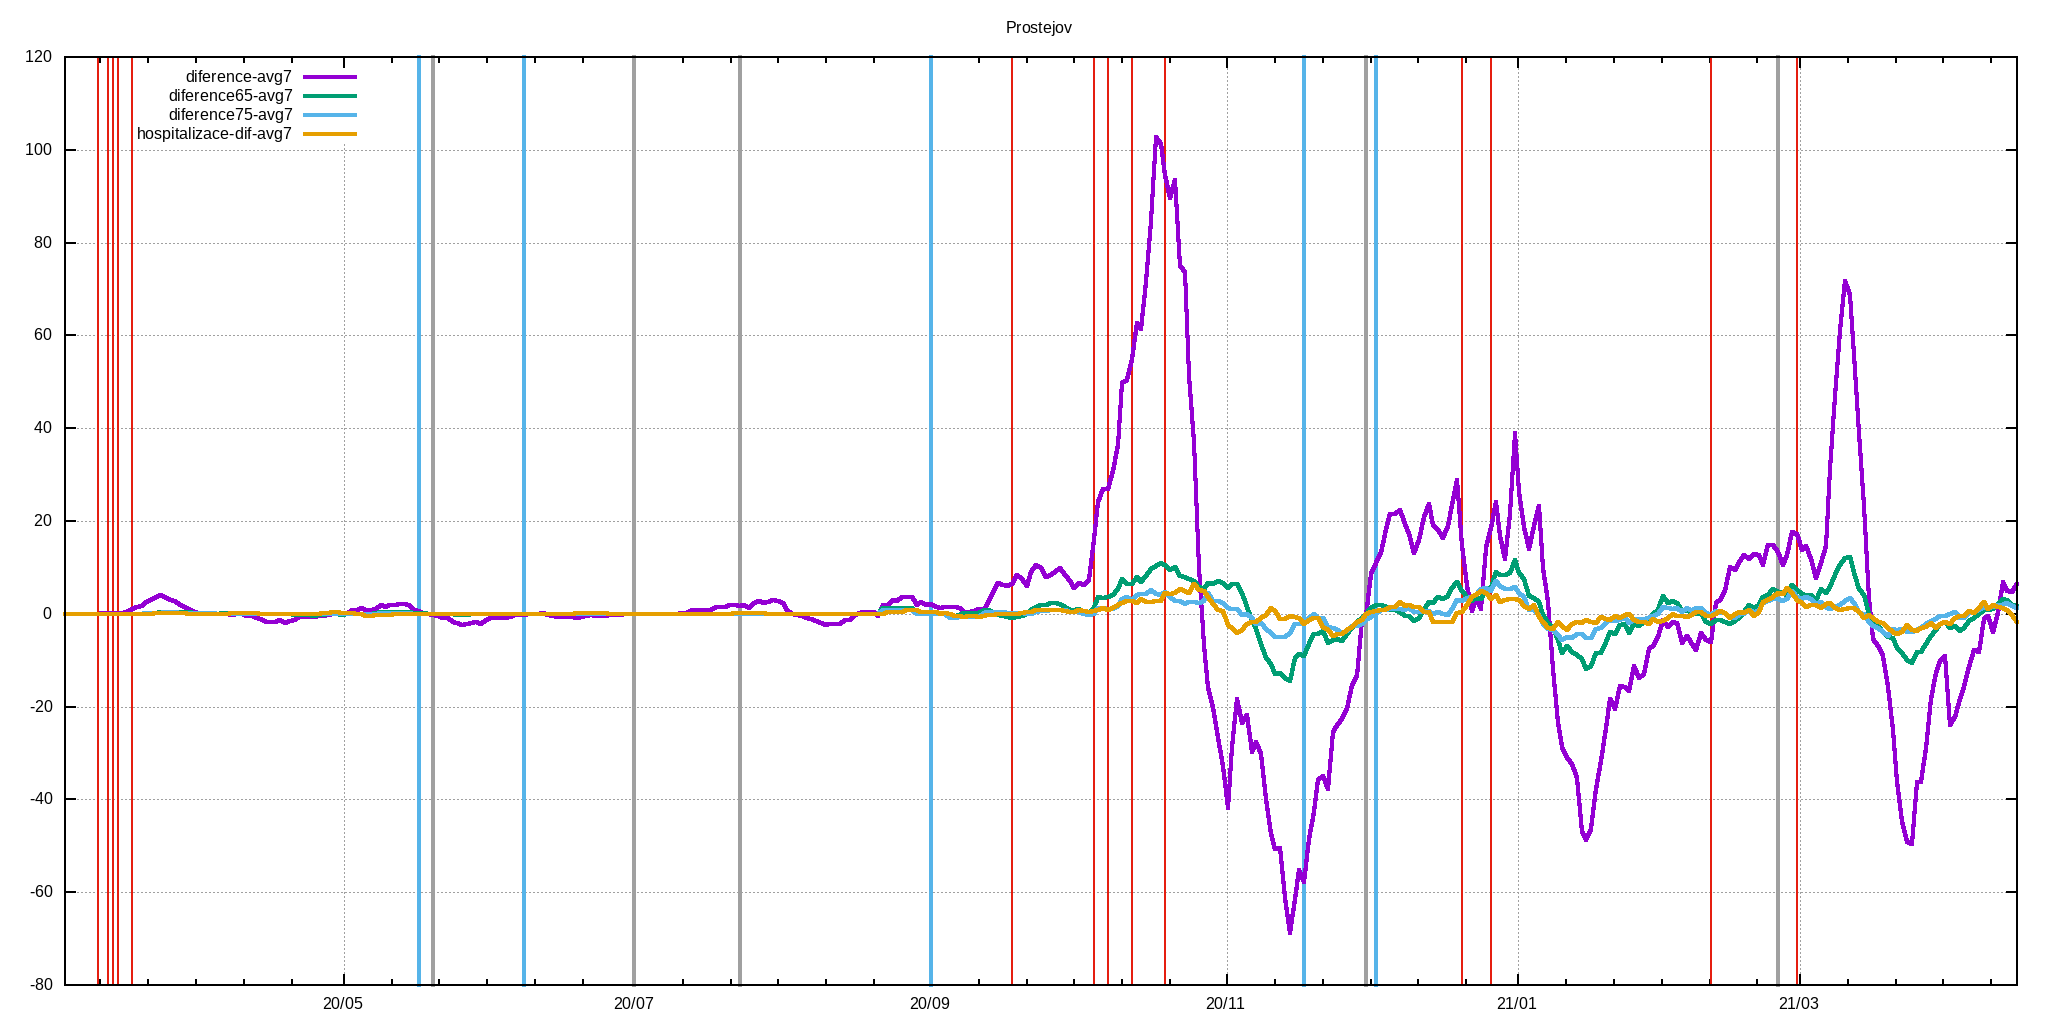 Prostejov
120
100
80
60
40
20
0
-20
-40
-60
-80
diference-avg7
diference65-avg7
diference75-avg7
hospitalizace-dif-avg7
20/05 20/07 20/09 20/11 21/01 21/03